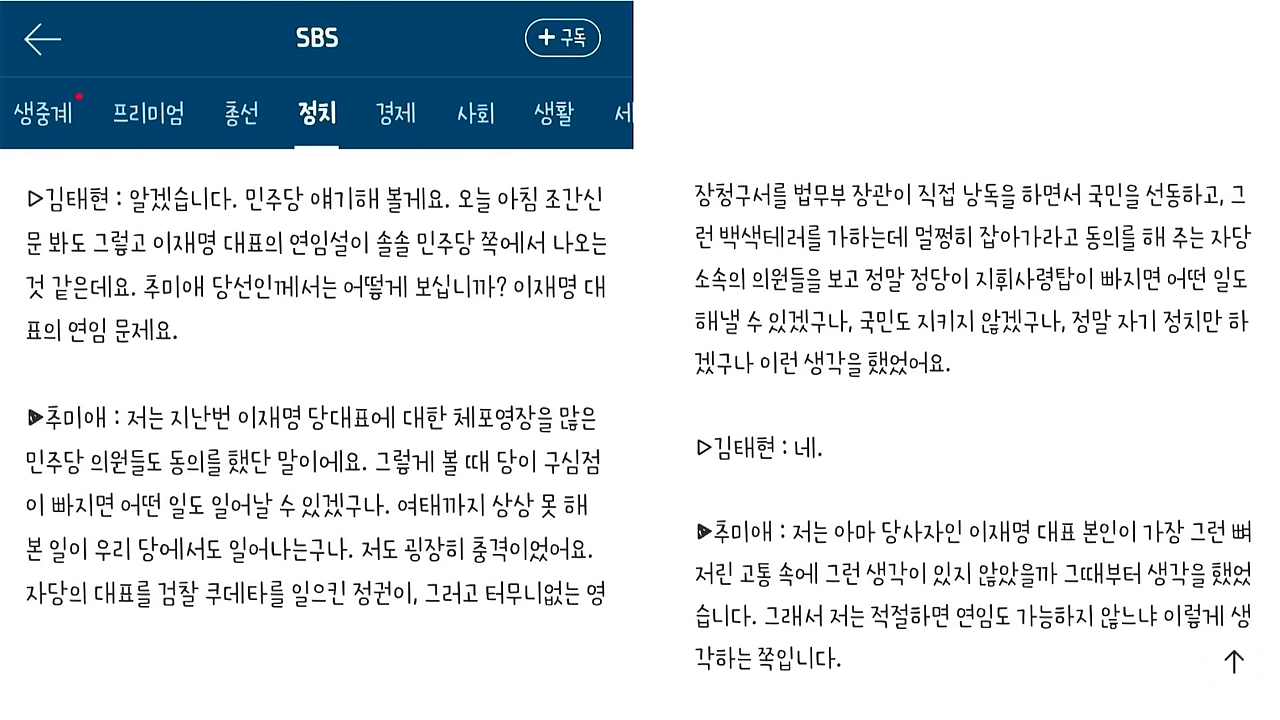 SBS
+ 구독
생중계 프리미엄 총선 정치 경제 사회 생활 세
▷김태현 : 알겠습니다. 민주당 얘기해 볼게요. 오늘 아침 조간신
문 봐도 그렇고 이재명 대표의 연임설이 솔솔 민주당 쪽에서 나오는
것 같은데요. 추미애 당선인께서는 어떻게 보십니까? 이재명 대
표의 연임 문제요.
▶추미애 : 저는 지난번 이재명 당대표에 대한 체포영장을 많은
민주당 의원들도 동의를 했단 말이에요. 그렇게 볼 때 당이 구심점
이 빠지면 어떤 일도 일어날 수 있겠구나. 여태까지 상상 못 해
본 일이 우리 당에서도 일어나는구나. 저도 굉장히 충격이었어요.
자당의 대표를 검찰 쿠데타를 일으킨 정권이, 그러고 터무니없는 영
장청구서를 법무부 장관이 직접 낭독을 하면서 국민을 선동하고, 그
런 백색테러를 가하는데 멀쩡히 잡아가라고 동의를 해 주는 자당
소속의 의원들을 보고 정말 정당이 지휘사령탑이 빠지면 어떤 일도
해낼 수 있겠구나, 국민도 지키지 않겠구나, 정말 자기 정치만 하
겠구나 이런 생각을 했었어요.
▷김태현 : 네.
▶추미애 : 저는 아마 당사자인 이재명 대표 본인이 가장 그런 뼈
저린 고통 속에 그런 생각이 있지 않았을까 그때부터 생각을 했었
습니다. 그래서 저는 적절하면 연임도 가능하지 않느냐 이렇게 생
각하는 쪽입니다.